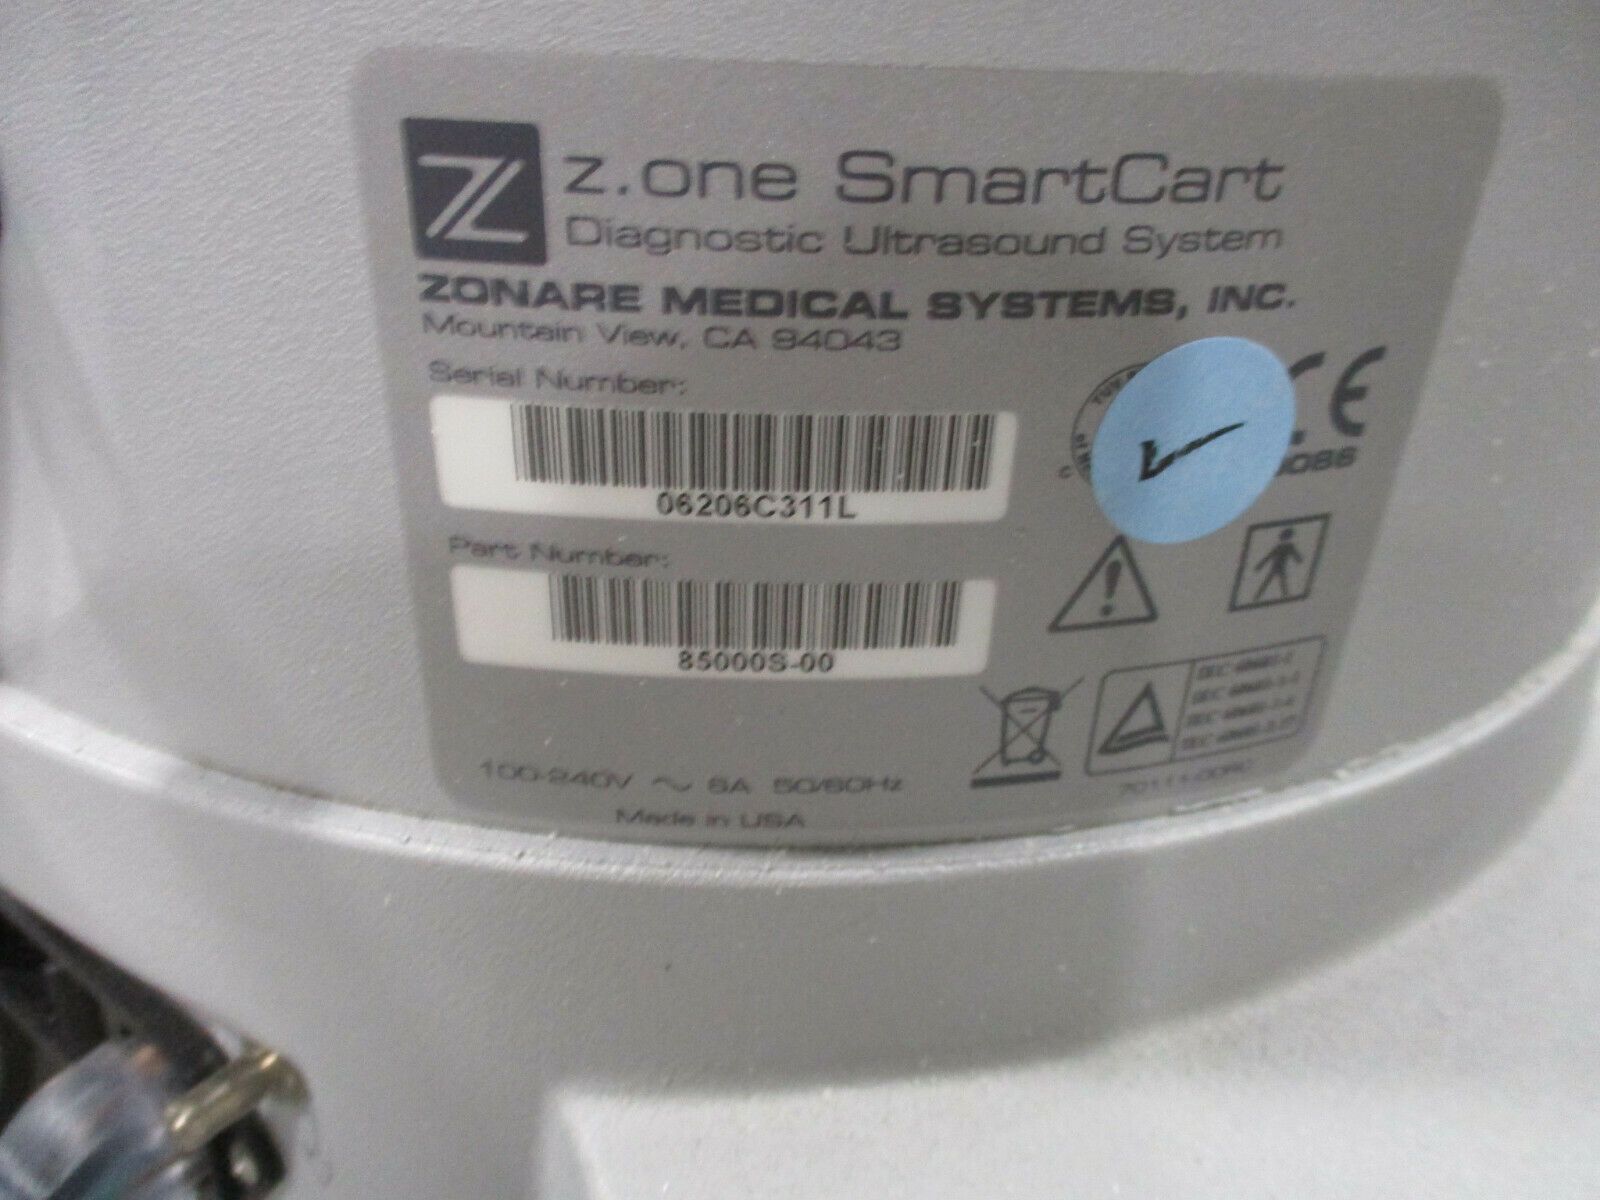 Z z.one SmartCart
Diagnostic Ultrasound System
ZONARE MEDICAL SYSTEMS, INC.
Mountain View, CA 94043
Serial Number:
06206C311L
Part Number:
85000S-00
100-240V ~ 6A 50/60Hz
Made in USA